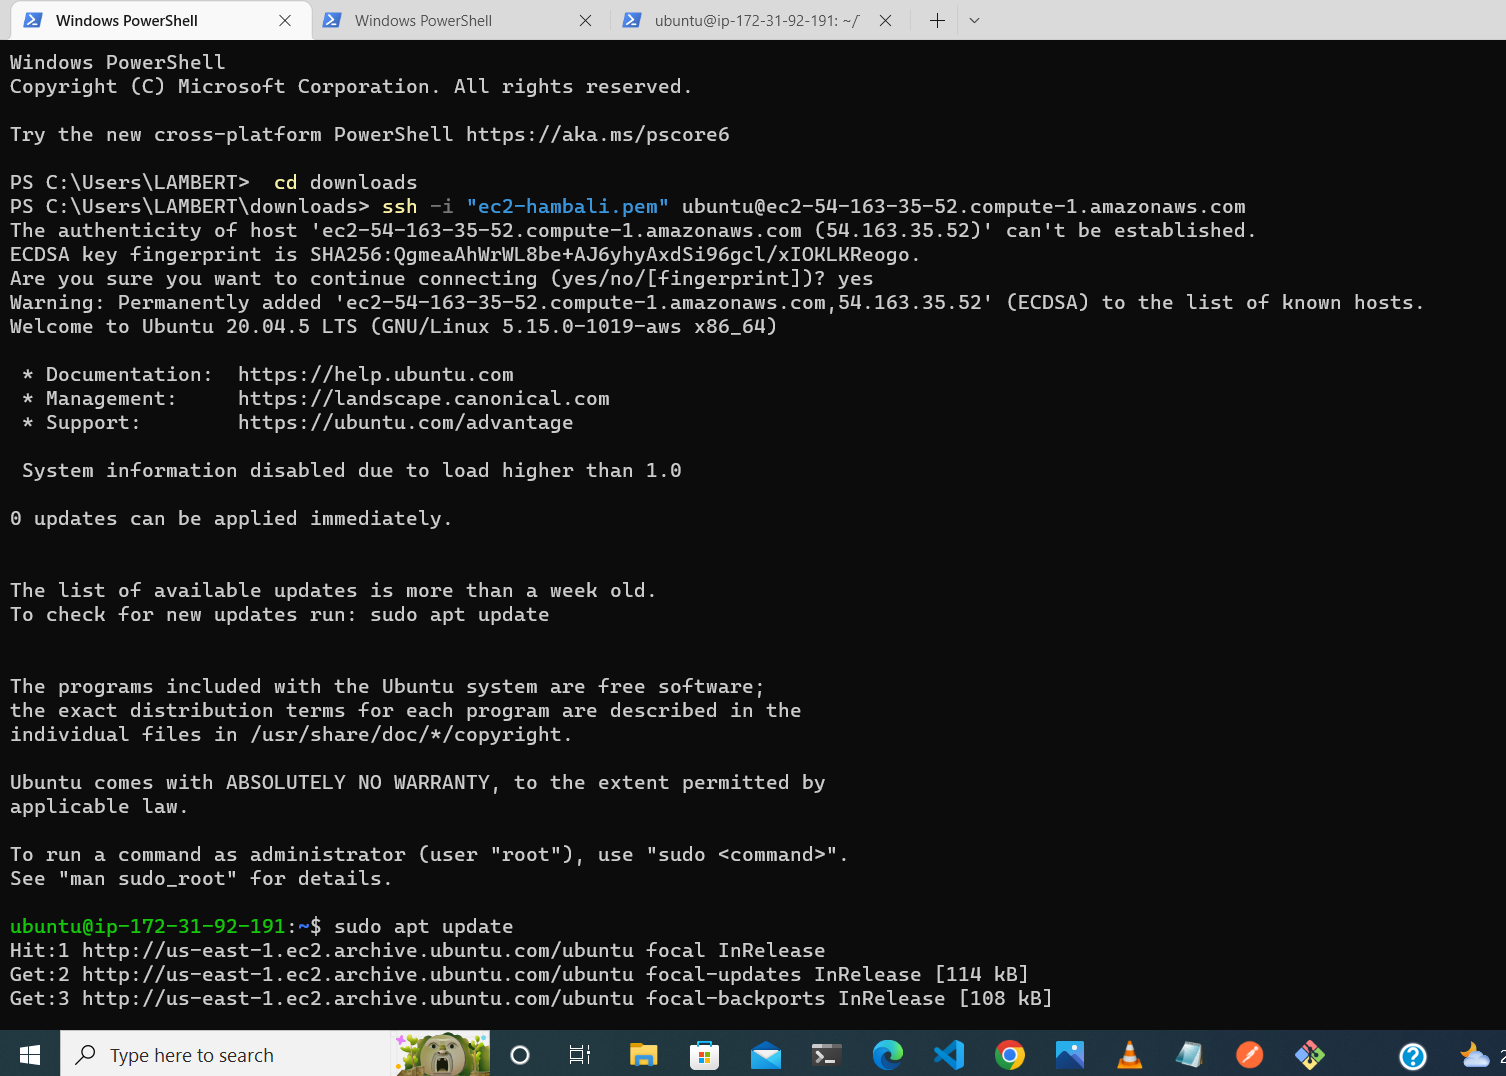 Windows PowerShell
Windows PowerShell
ubuntu@ip-172-31-92-191: ~/
Windows PowerShell
Copyright (C) Microsoft Corporation. All rights reserved.
Try the new cross-platform PowerShell https://aka.ms/pscore6
PS C:\Users\LAMBERT>  cd downloads
PS C:\Users\LAMBERT\downloads> ssh -i "ec2-hambali.pem" ubuntu@ec2-54-163-35-52.compute-1.amazonaws.com
The authenticity of host 'ec2-54-163-35-52.compute-1.amazonaws.com (54.163.35.52)' can't be established.
ECDSA key fingerprint is SHA256:QgmeaAhWrWL8be+AJ6yhyAxdSi96gcl/xIOKLKReogo.
Are you sure you want to continue connecting (yes/no/[fingerprint])? yes
Warning: Permanently added 'ec2-54-163-35-52.compute-1.amazonaws.com,54.163.35.52' (ECDSA) to the list of known hosts.
Welcome to Ubuntu 20.04.5 LTS (GNU/Linux 5.15.0-1019-aws x86_64)
* Documentation:  https://help.ubuntu.com
* Management:     https://landscape.canonical.com
* Support:        https://ubuntu.com/advantage
System information disabled due to load higher than 1.0
0 updates can be applied immediately.
The list of available updates is more than a week old.
To check for new updates run: sudo apt update
The programs included with the Ubuntu system are free software;
the exact distribution terms for each program are described in the
individual files in /usr/share/doc/*/copyright.
Ubuntu comes with ABSOLUTELY NO WARRANTY, to the extent permitted by
applicable law.
To run a command as administrator (user "root"), use "sudo <command>".
See "man sudo_root" for details.
ubuntu@ip-172-31-92-191:~$ sudo apt update
Hit:1 http://us-east-1.ec2.archive.ubuntu.com/ubuntu focal InRelease
Get:2 http://us-east-1.ec2.archive.ubuntu.com/ubuntu focal-updates InRelease [114 kB]
Get:3 http://us-east-1.ec2.archive.ubuntu.com/ubuntu focal-backports InRelease [108 kB]
Type here to search